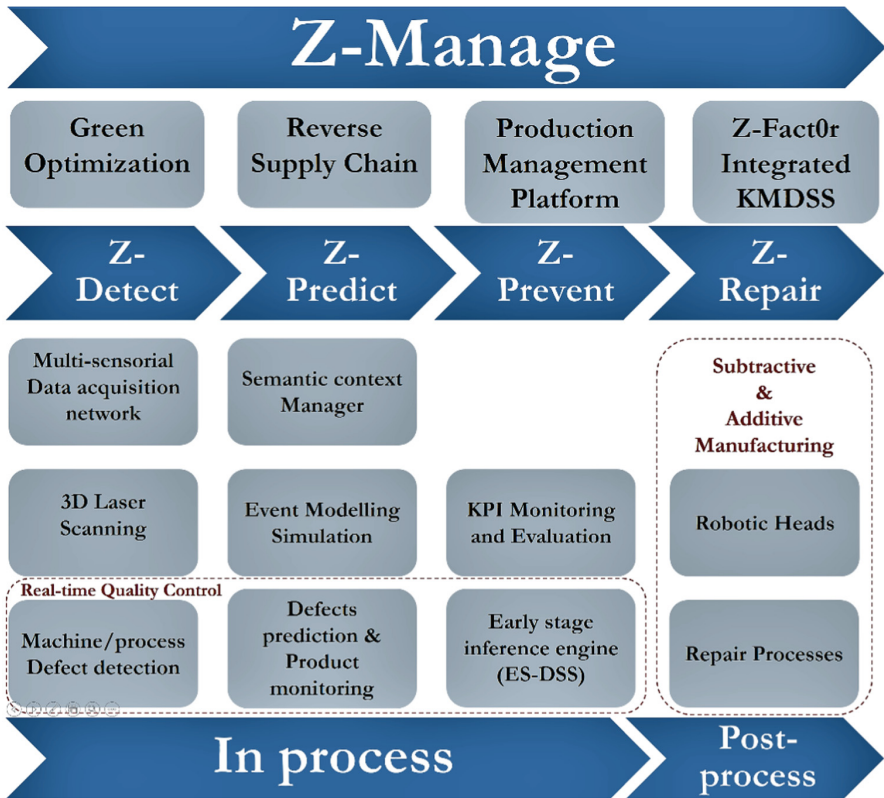 Z-Manage
Green
Optimization
Reverse
Supply Chain
Production
Management
Platform
Z-Fact0r
Integrated
KMDSS
Z-
Detect
Z-
Predict
Z-
Prevent
Z-
Repair
Multi-sensorial
Data acquisition
network
Semantic context
Manager
Subtractive
&
Additive
Manufacturing
3D Laser
Scanning
Event Modelling
Simulation
KPI Monitoring
and Evaluation
Robotic Heads
Real-time Quality Control
Machine/process
Defect detection
Defects
prediction &
Product
monitoring
Early stage
inference engine
(ES-DSS)
Repair Processes
In process
Post-
process